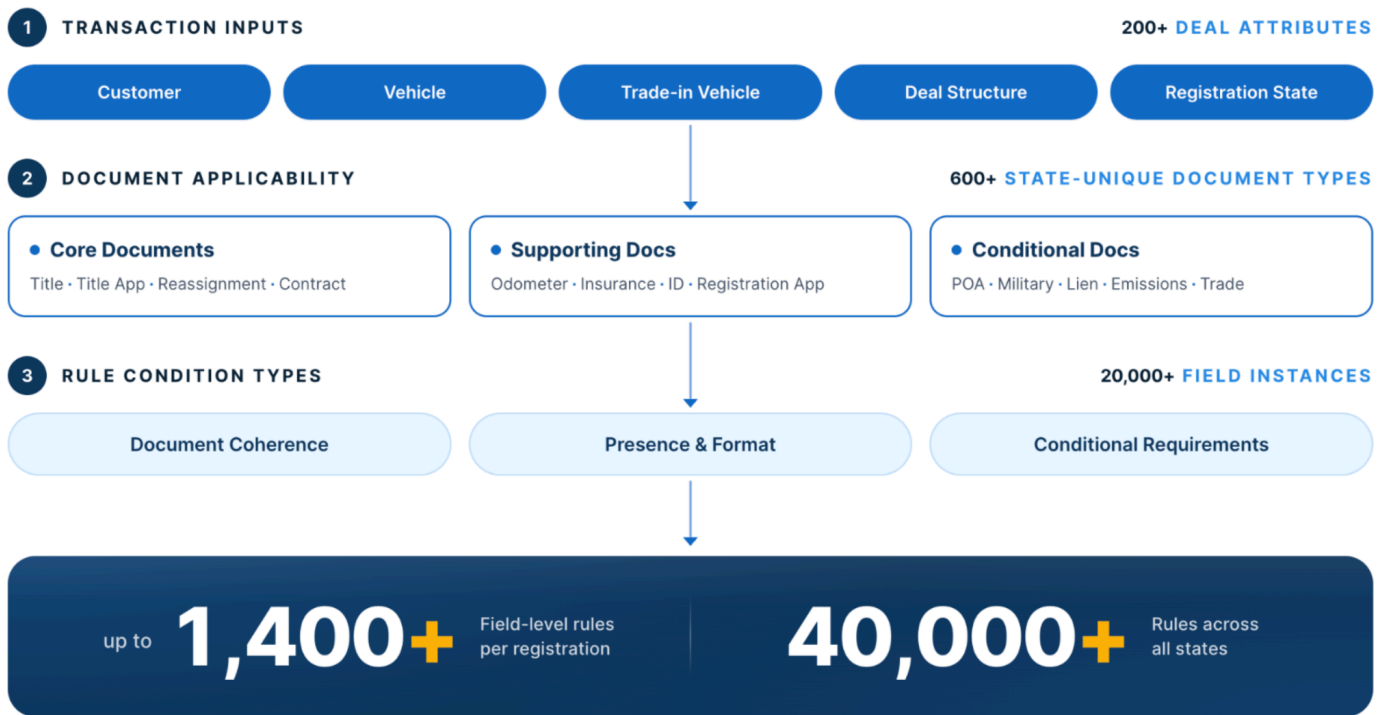 1 TRANSACTION INPUTS 200+ DEAL ATTRIBUTES
Customer Vehicle Trade-in Vehicle Deal Structure Registration State
2 DOCUMENT APPLICABILITY 600+ STATE-UNIQUE DOCUMENT TYPES
Core Documents
Title · Title App · Reassignment · Contract
Supporting Docs
Odometer · Insurance · ID · Registration App
Conditional Docs
POA · Military · Lien · Emissions · Trade
3 RULE CONDITION TYPES 20,000+ FIELD INSTANCES
Document Coherence Presence & Format Conditional Requirements
up to 1,400+
Field-level rules
per registration
40,000+
Rules across
all states